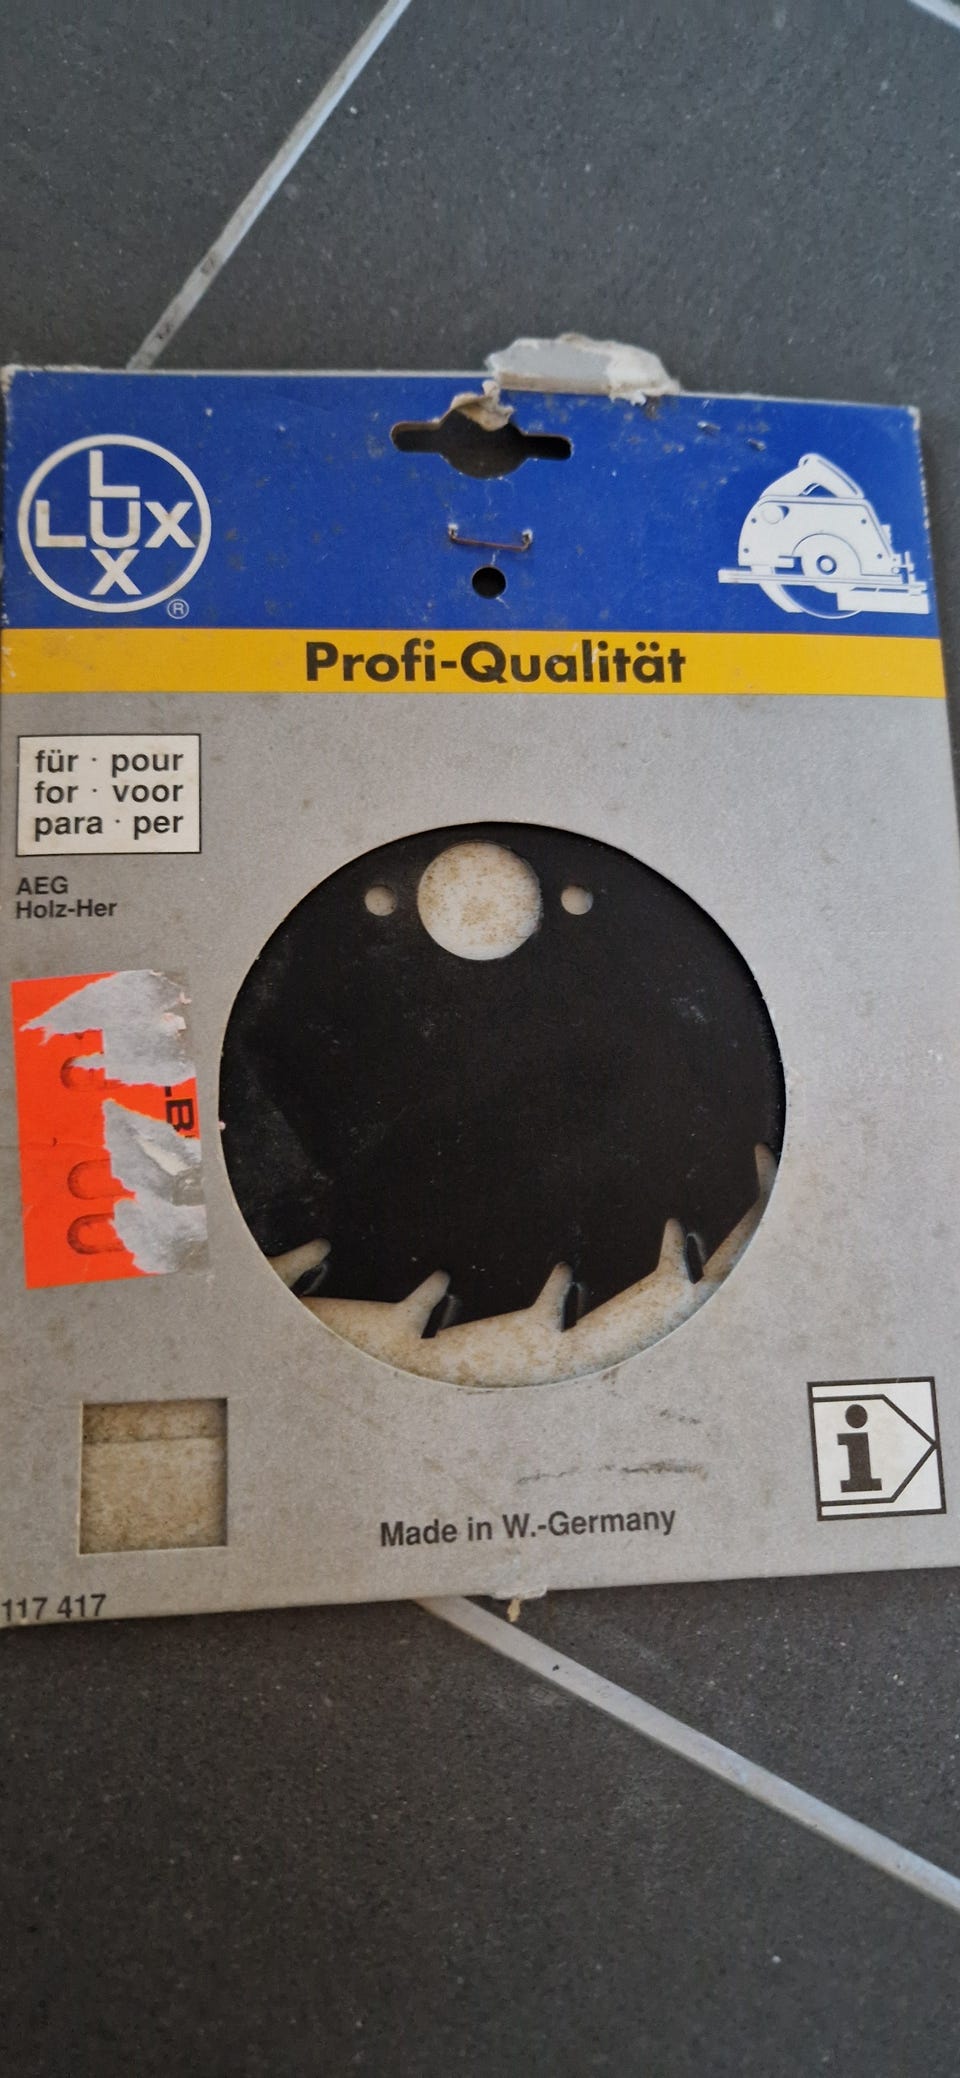 L
LUX
X
®
Profi-Qualität
für · pour
for · voor
para · per
AEG
Holz-Her
i
Made in W.-Germany
117 417